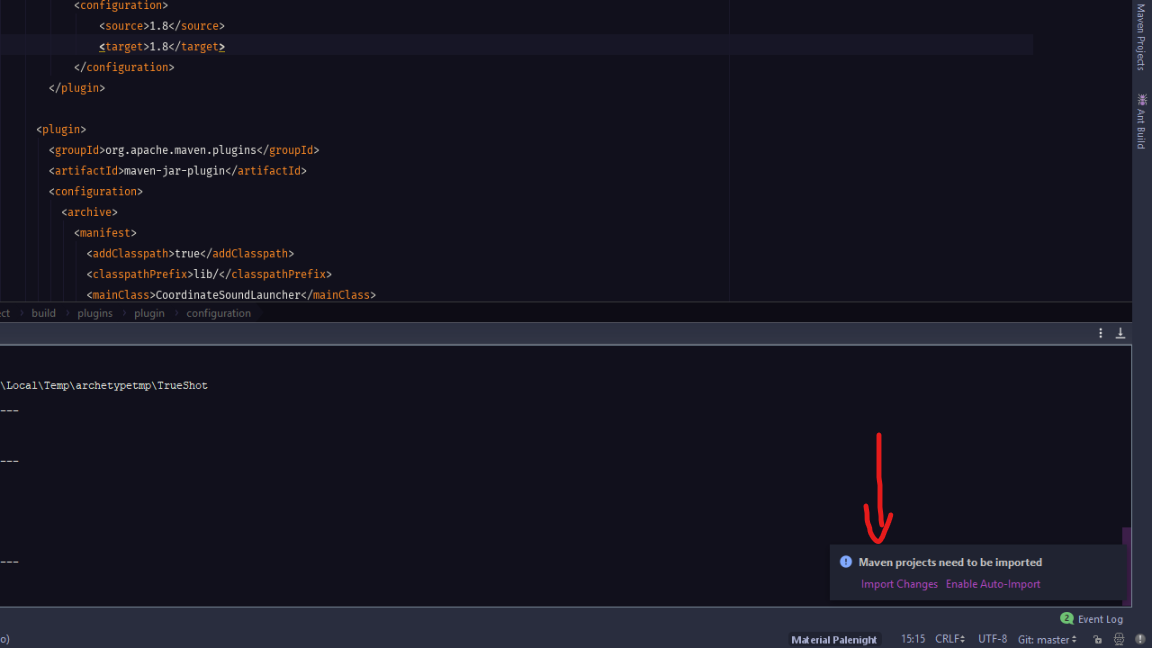 <configuration>
<source>1.8</source>
<target>1.8</target>
</configuration>
</plugin>
<plugin>
<groupId>org.apache.maven.plugins</groupId>
<artifactId>maven-jar-plugin</artifactId>
<configuration>
<archive>
<manifest>
<addClasspath>true</addClasspath>
<classpathPrefix>lib/</classpathPrefix>
<mainClass>CoordinateSoundLauncher</mainClass>
ect › build › plugins › plugin › configuration
\Local\Temp\archetypetmp\TrueShot
---
---
---
Maven projects need to be imported
Import Changes Enable Auto-Import
2 Event Log
o) Material Palenight 15:15 CRLF UTF-8 Git: master
Maven Projects
Ant Build